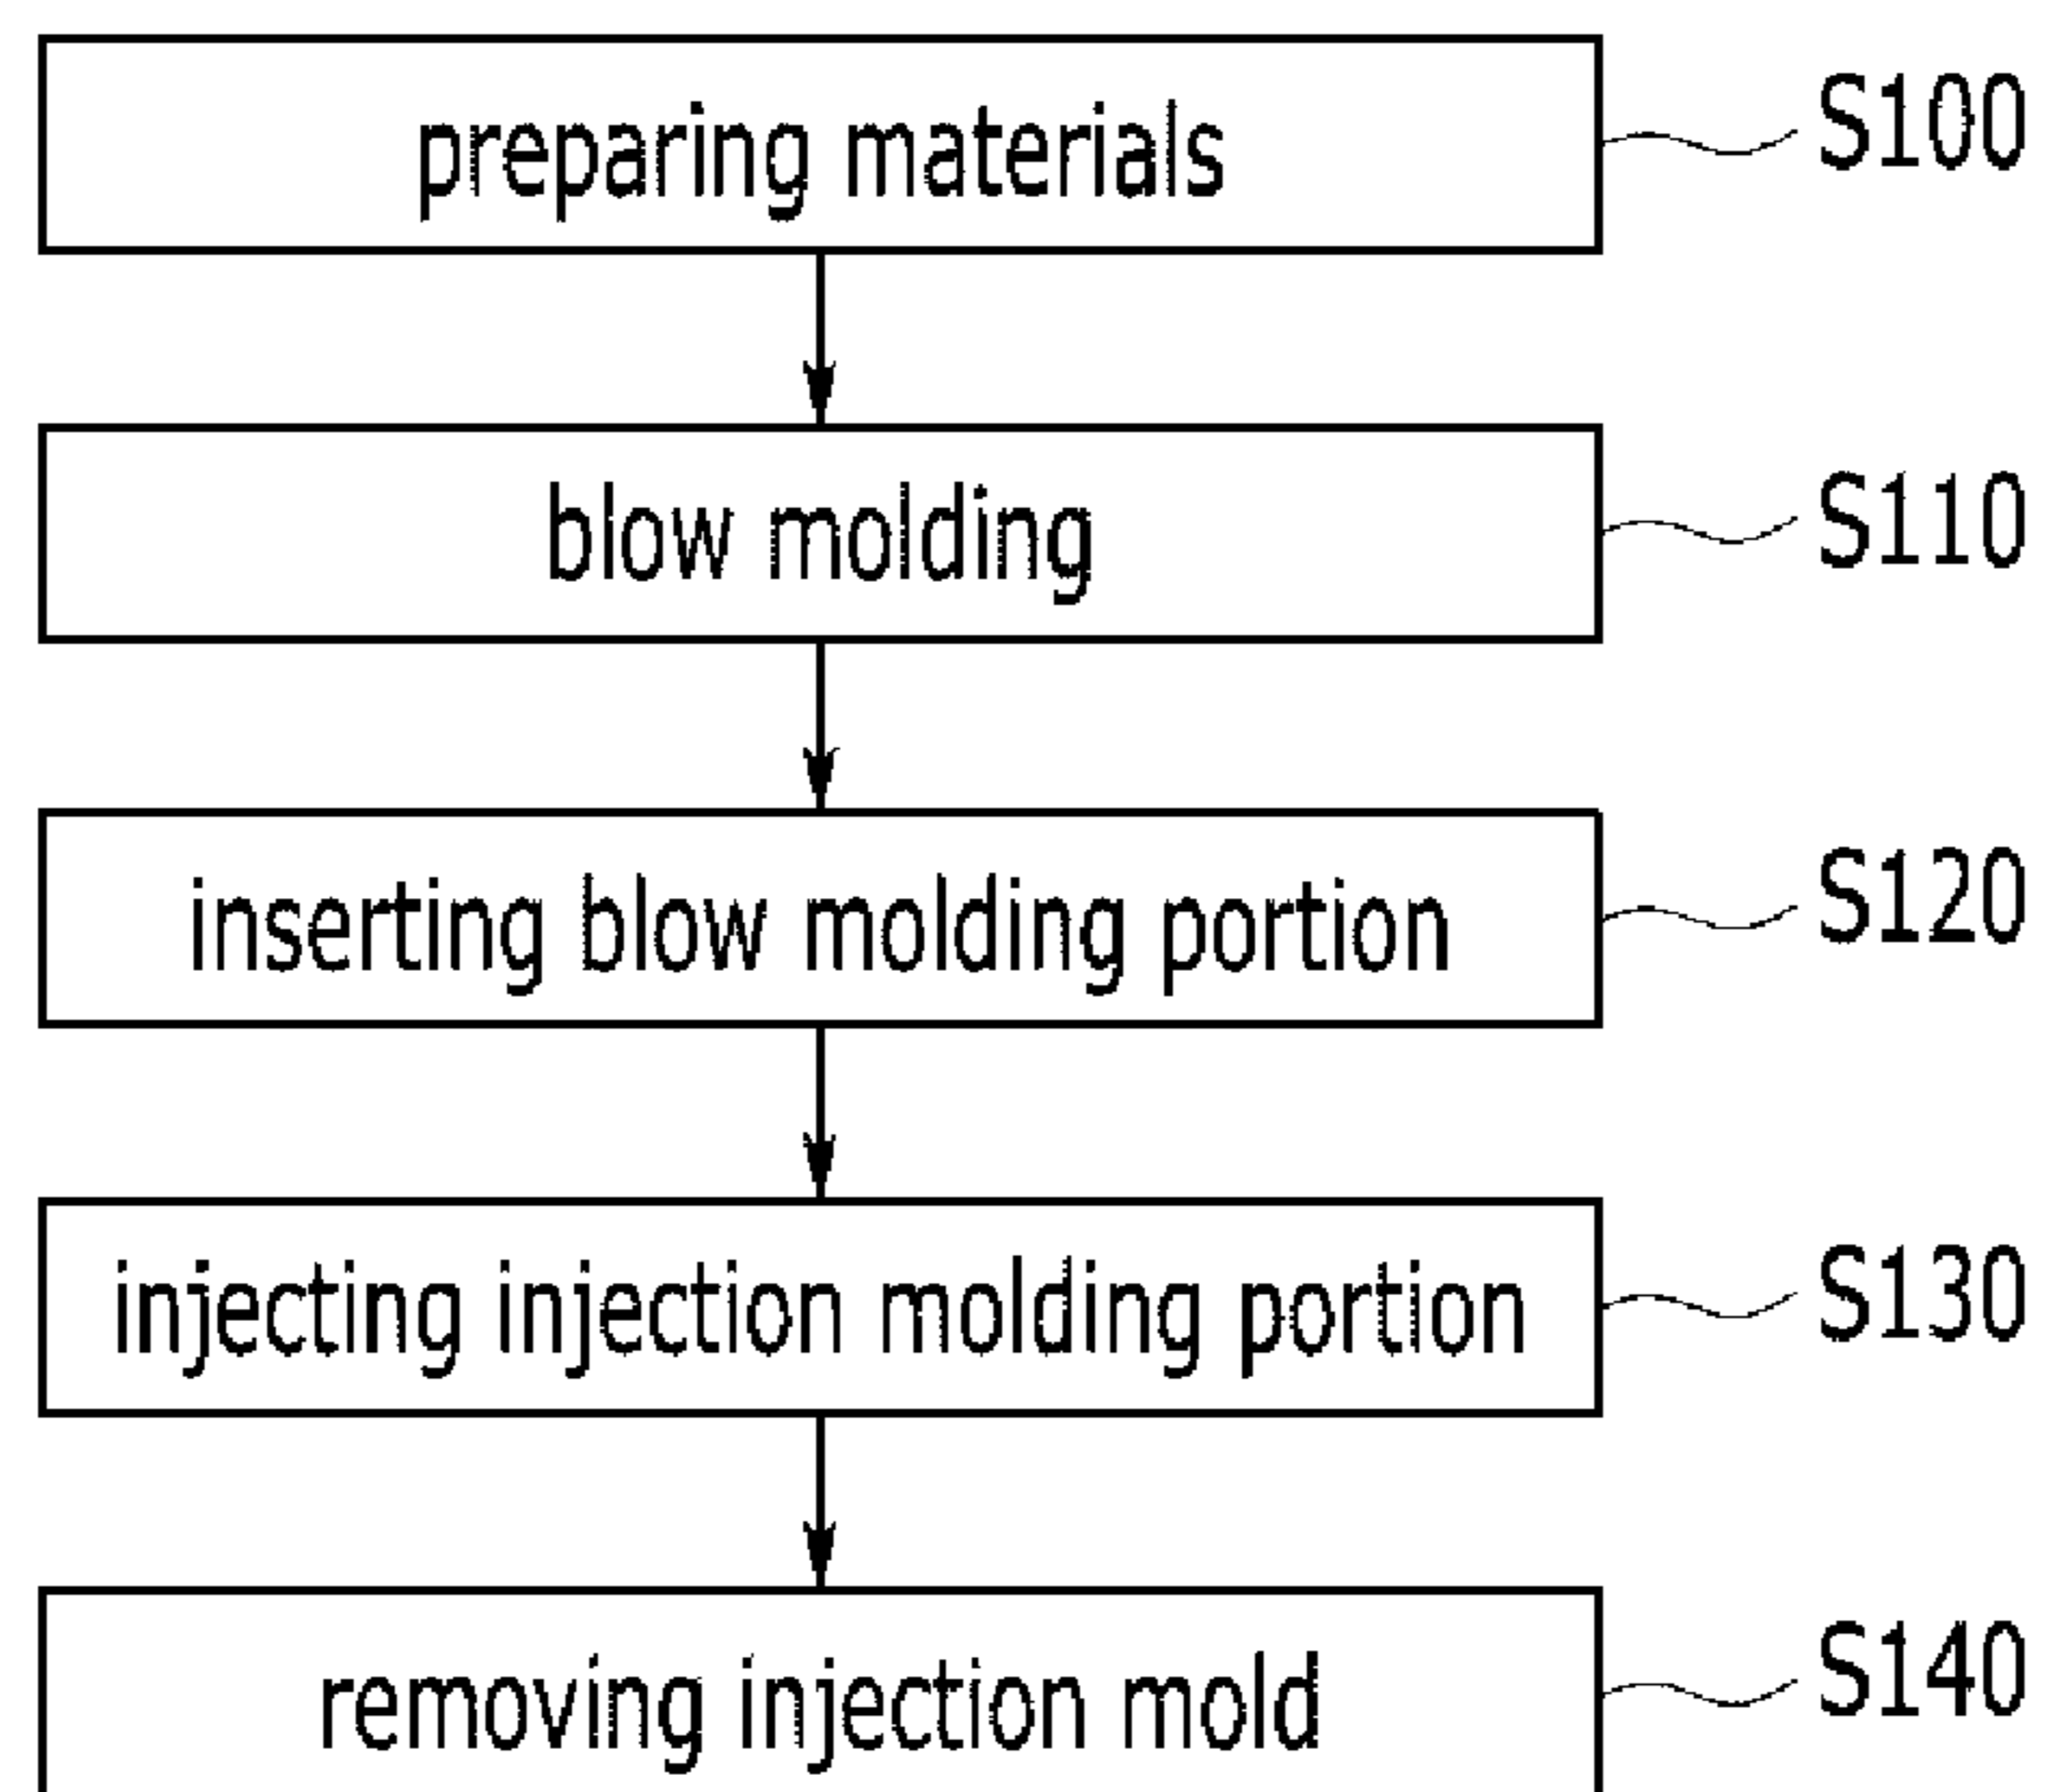 preparing materials S100
blow molding S110
inserting blow molding portion S120
injecting injection molding portion S130
removing injection mold S140